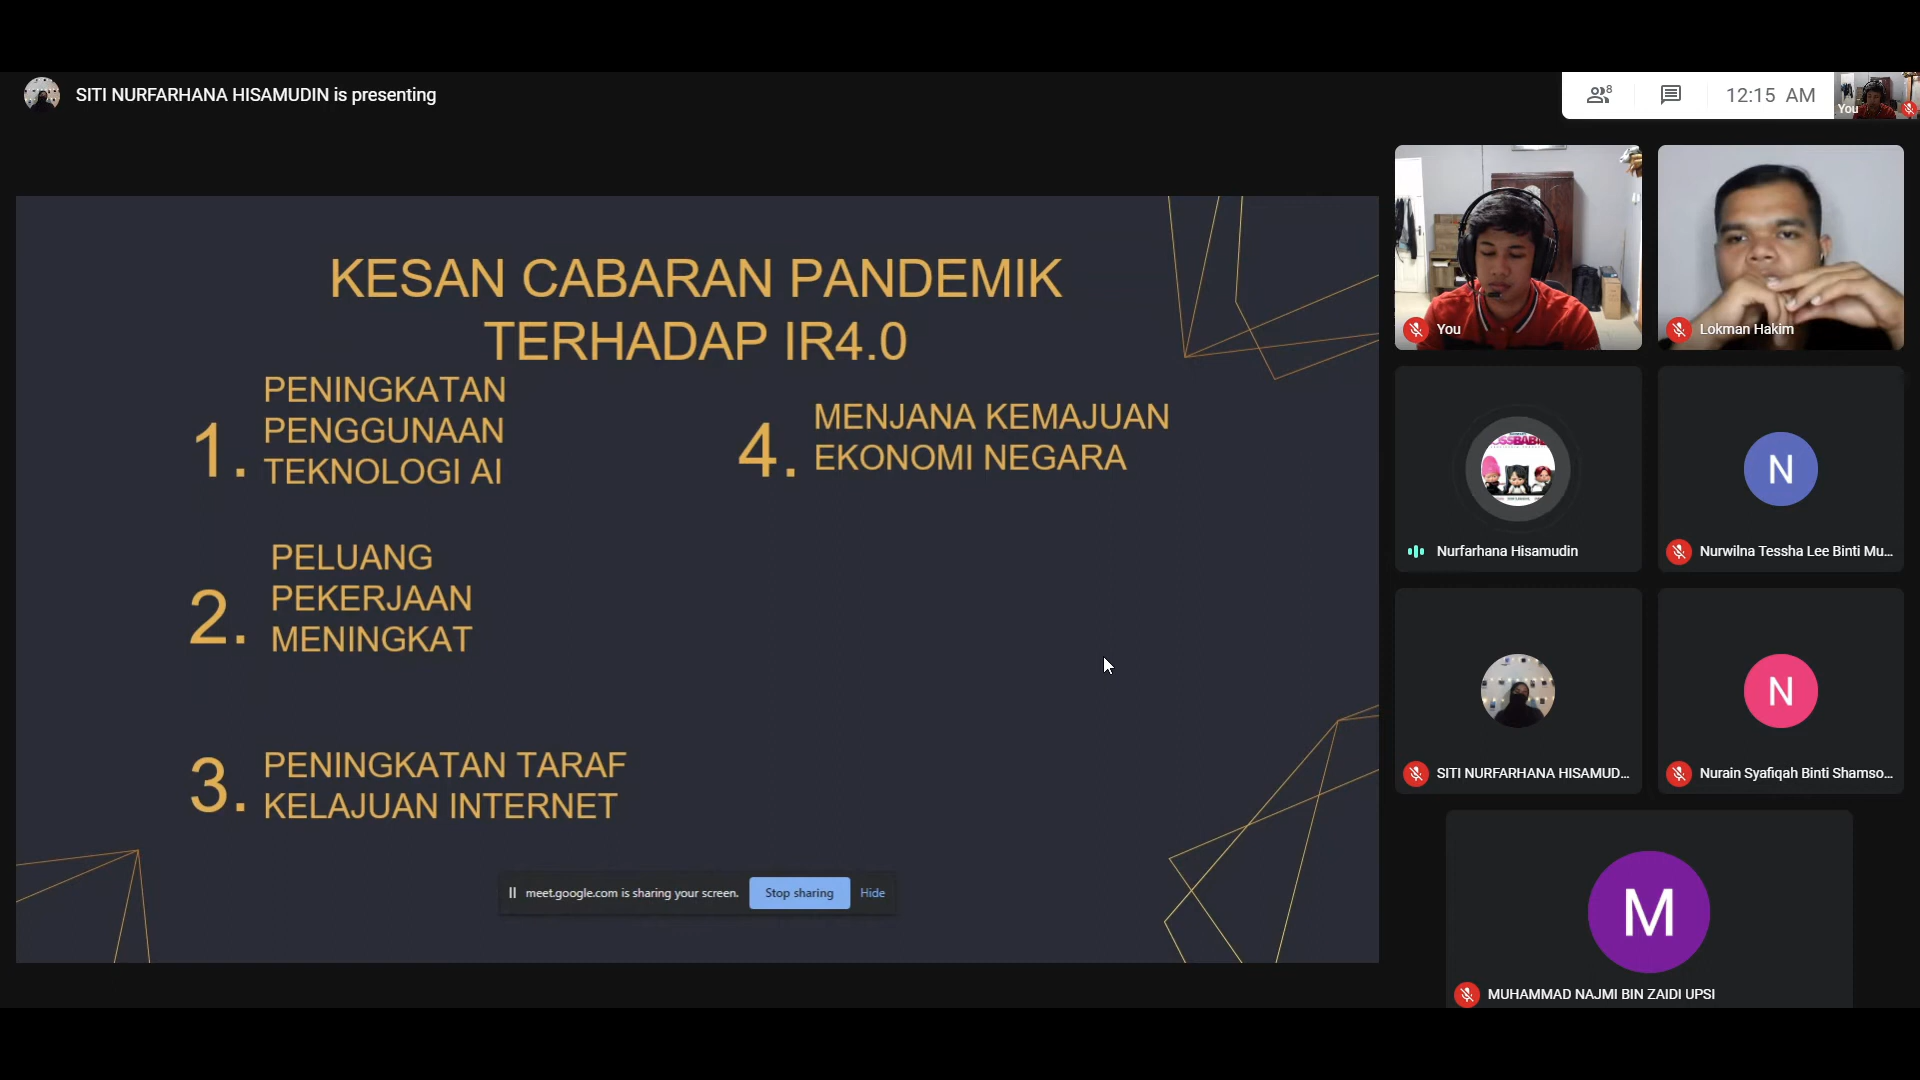 SITI NURFARHANA HISAMUDIN is presenting
8
12:15 AM
You
KESAN CABARAN PANDEMIK
TERHADAP IR4.0
1. PENINGKATAN
PENGGUNAAN
TEKNOLOGI AI
2. PELUANG
PEKERJAAN
MENINGKAT
3. PENINGKATAN TARAF
KELAJUAN INTERNET
4. MENJANA KEMAJUAN
EKONOMI NEGARA
meet.google.com is sharing your screen.
Stop sharing
Hide
You
Lokman Hakim
Nurfarhana Hisamudin
N
Nurwilna Tessha Lee Binti Mu...
SITI NURFARHANA HISAMUD...
N
Nurain Syafiqah Binti Shamso...
M
MUHAMMAD NAJMI BIN ZAIDI UPSI